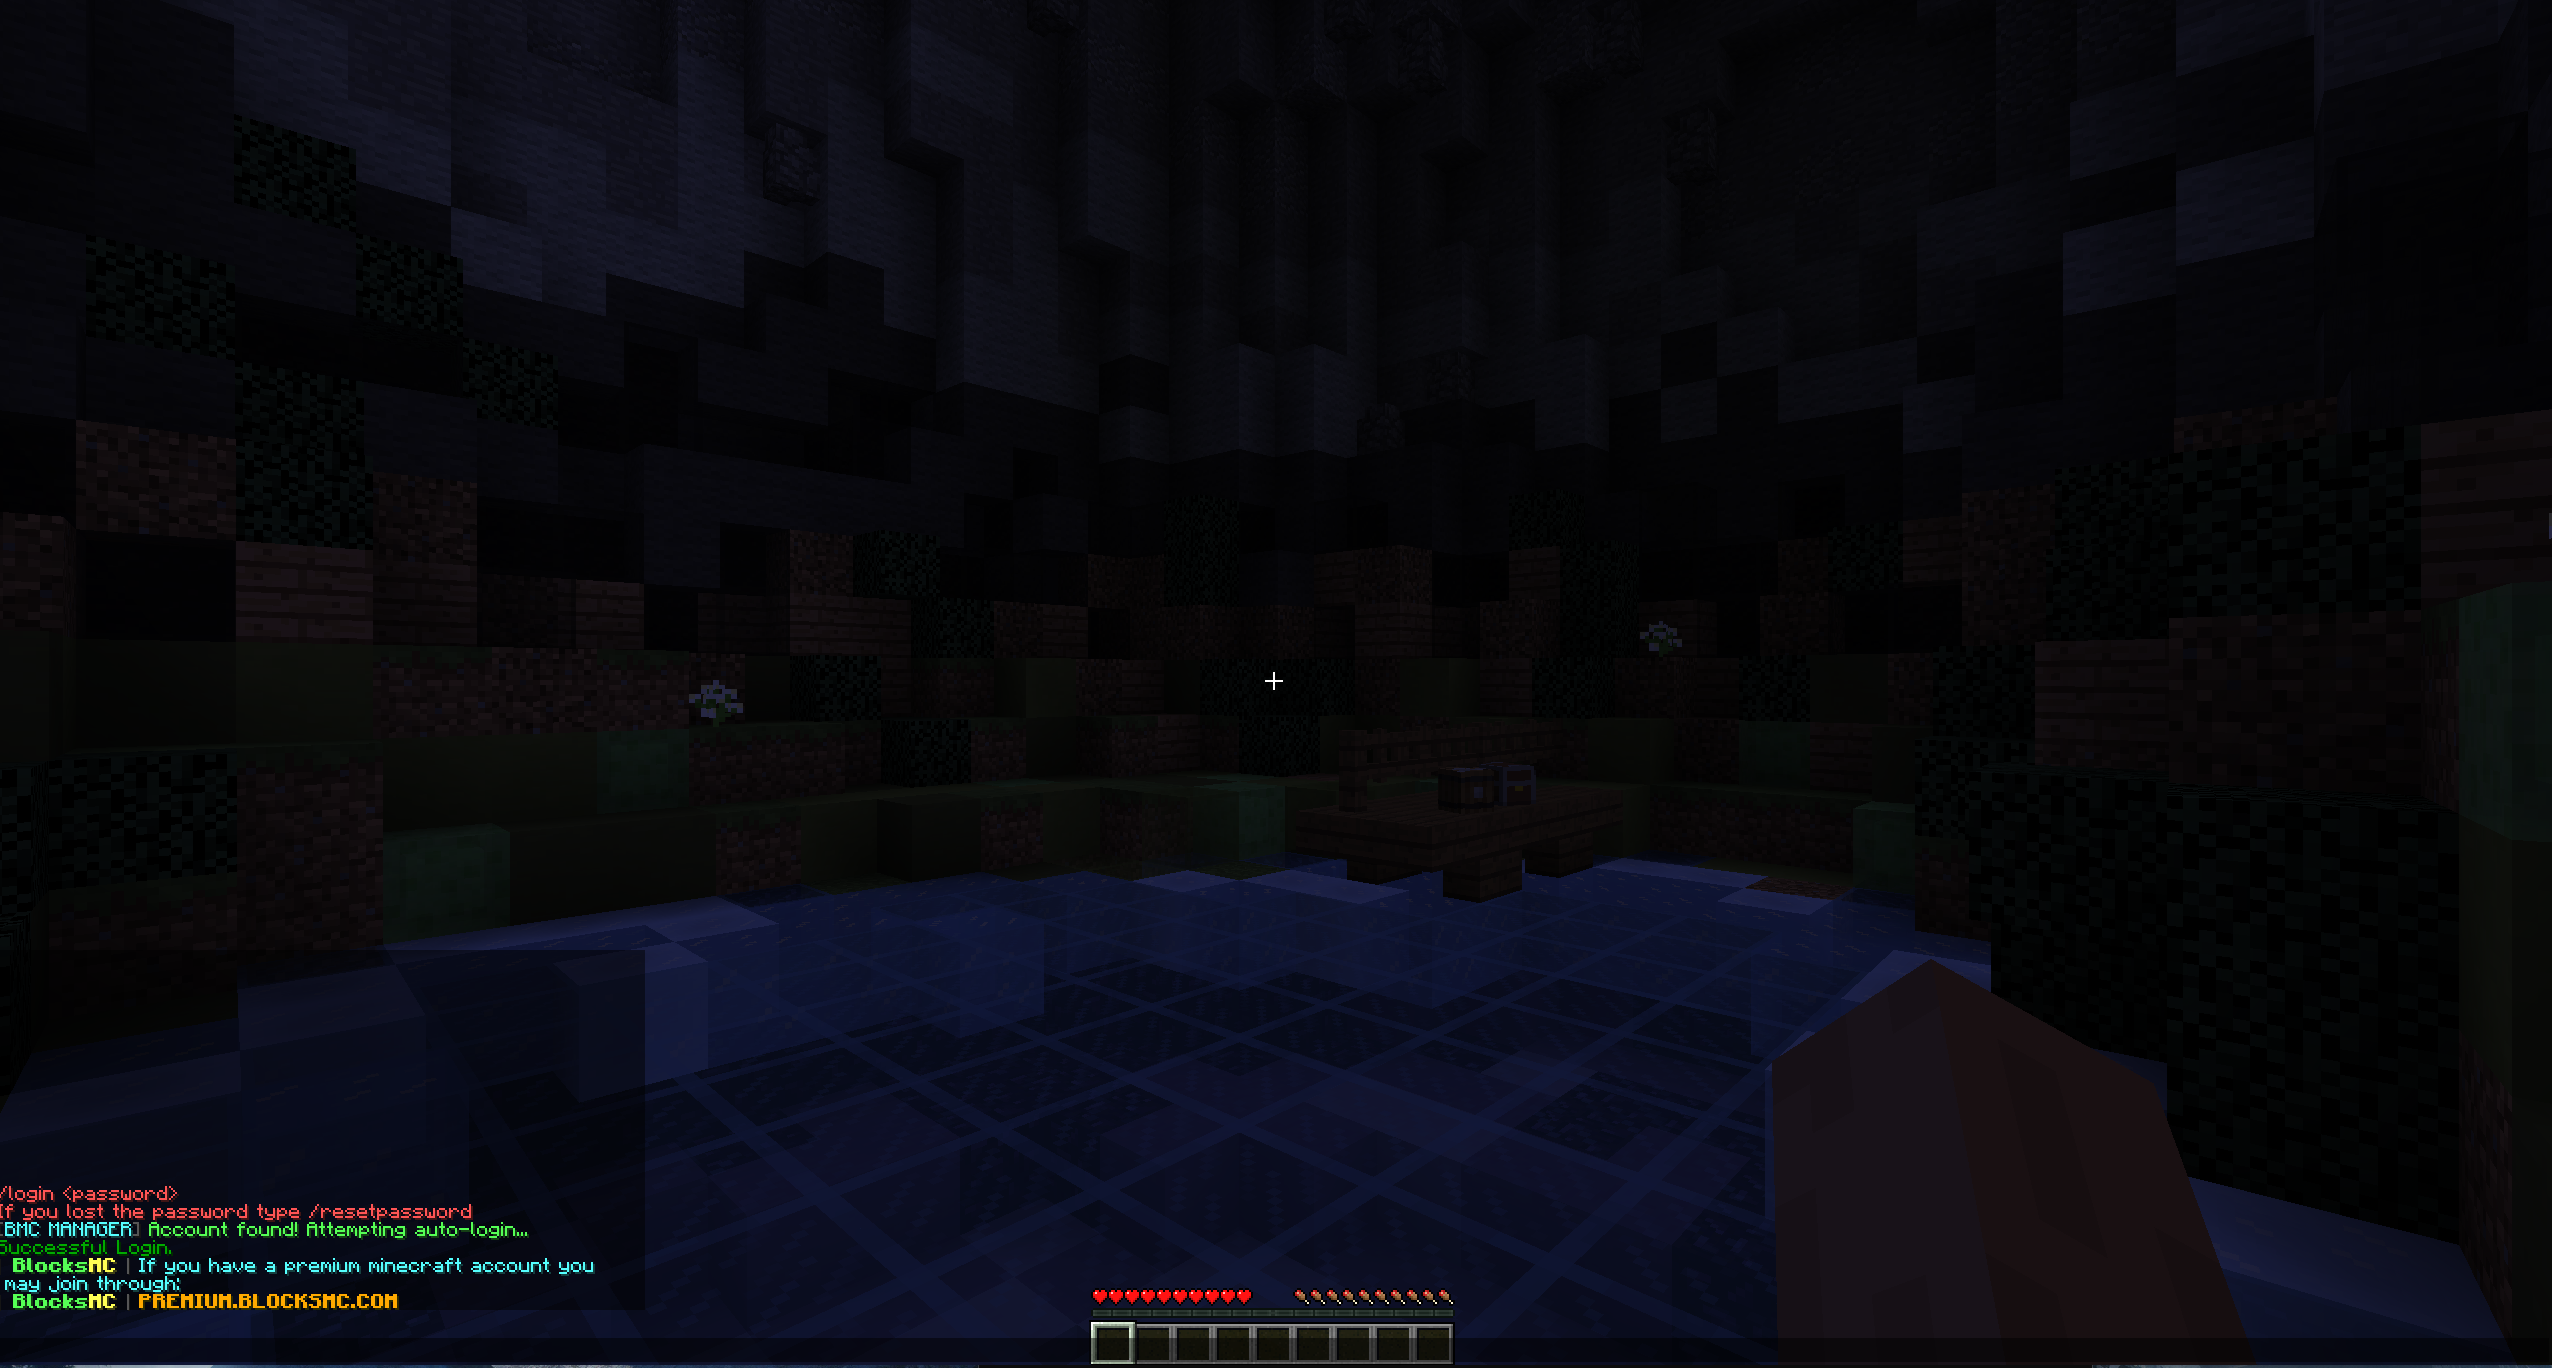 /login <password>
If you lost the password type /resetpassword
[BMC MANAGER] Account found! Attempting auto-login...
Successful Login.
BlocksMC | If you have a premium minecraft account you
may join through:
BlocksMC | PREMIUM.BLOCKSMC.COM